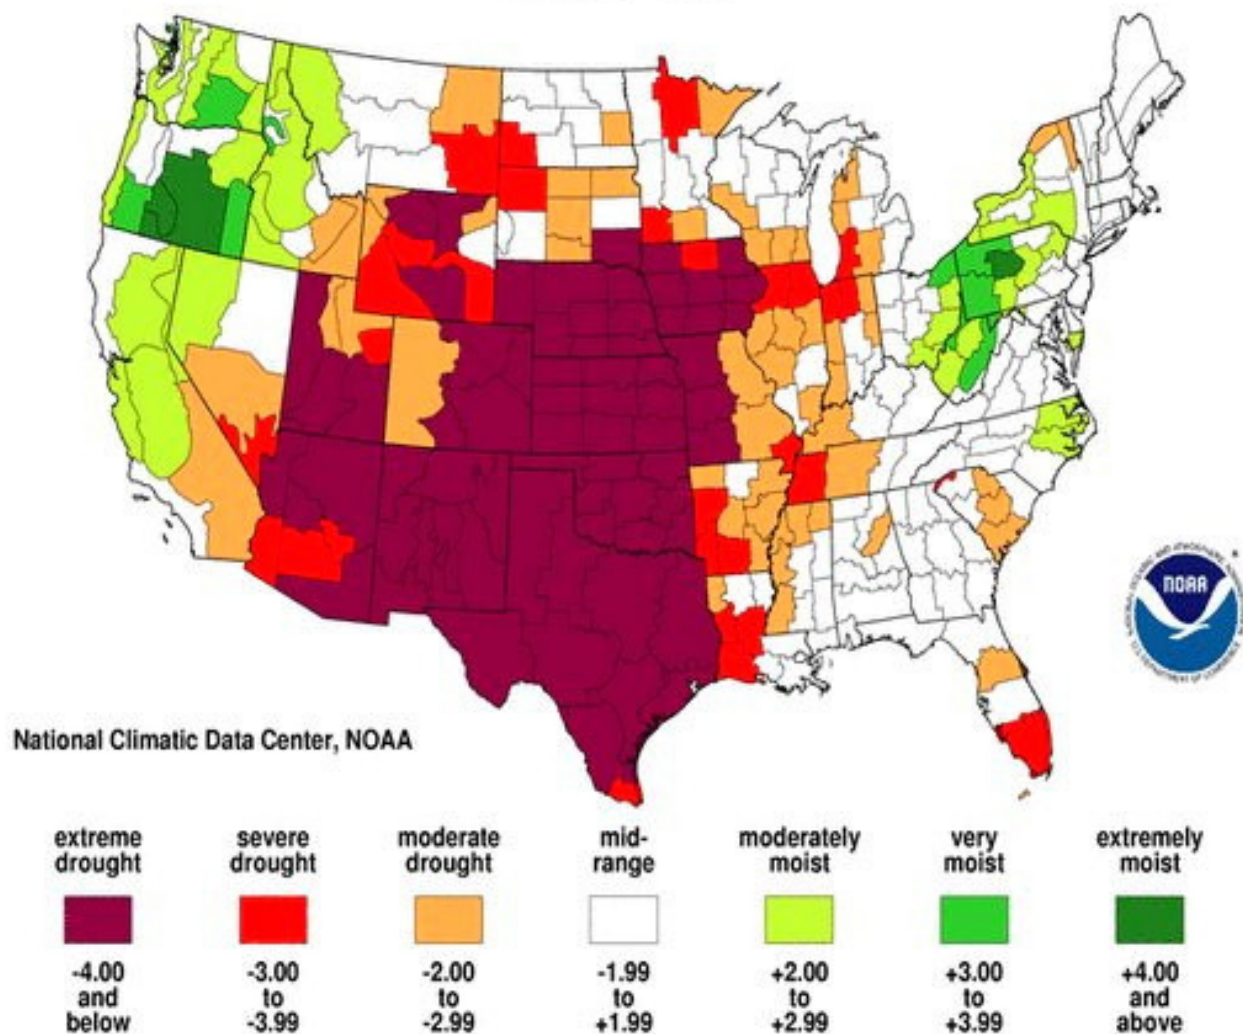 NOAA
National Climatic Data Center, NOAA
extreme drought
severe drought
moderate drought
mid-range
moderately moist
very moist
extremely moist
-4.00 and below
-3.00 to -3.99
-2.00 to -2.99
-1.99 to +1.99
+2.00 to +2.99
+3.00 to +3.99
+4.00 and above